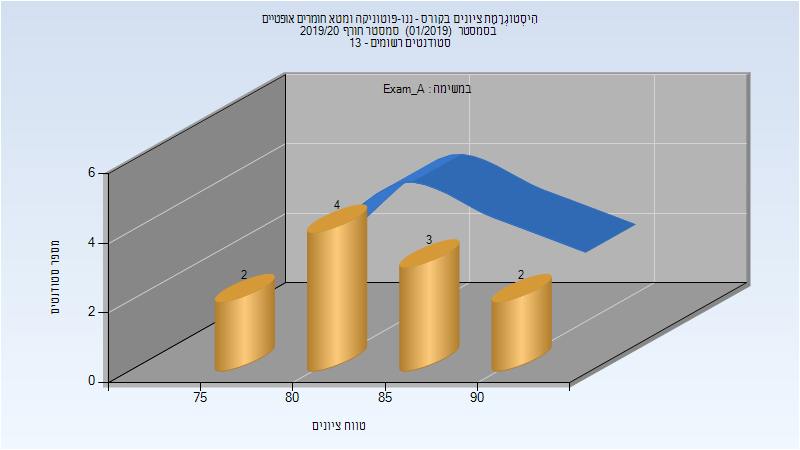 היסטוגרמת ציונים בקורס - ננו-פוטוניקה ומטא חומרים אופטיים
בסמסטר (01/2019) סמסטר חורף 2019/20
סטודנטים רשומים - 13
במשימה : Exam_A
6
4
2
0
מספר סטודנטים
2
4
3
2
75
80
85
90
טווח ציונים